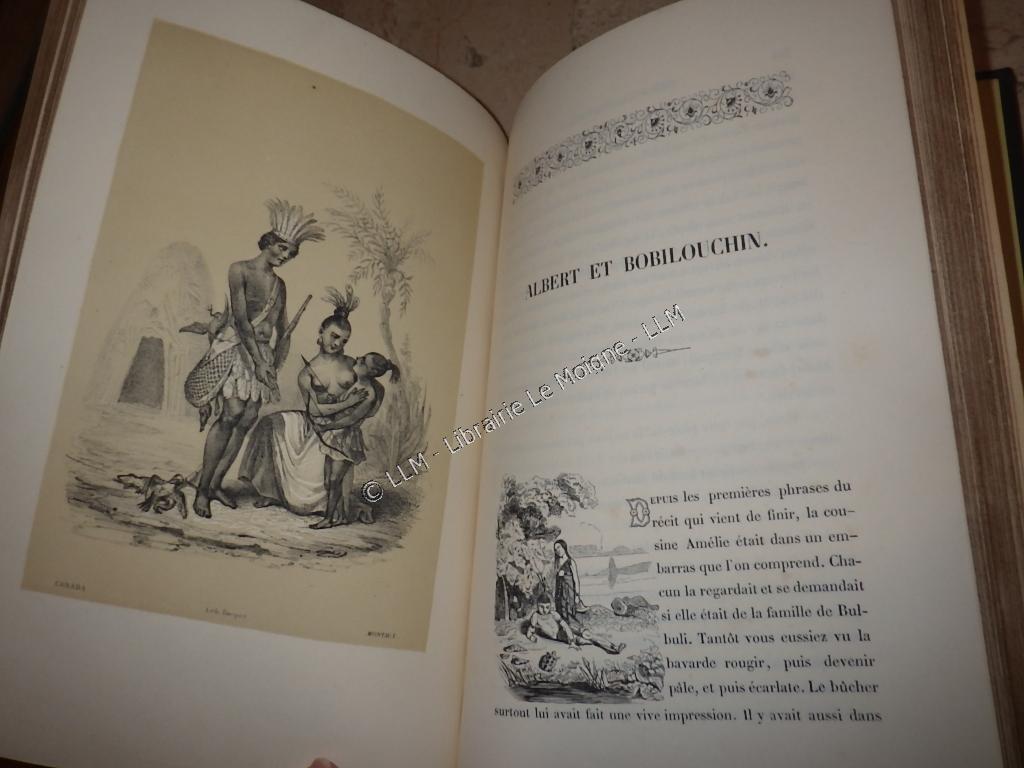 CANADA
Lith.
ALBERT ET BOBILOUCHIN.
© LLM - Librairie Le Moigne - LLM
DEPUIS les premières phrases du
récit qui vient de finir, la cou-
sine Amélie était dans un em-
barras que l'on comprend. Cha-
cun la regardait et se demandait
si elle était de la famille de Bul-
buli. Tantôt vous cussiez vu la
bavarde rougir, puis devenir
pâle, et puis écarlate. Le bûcher
surtout lui avait fait une vive impression. Il y avait aussi dans